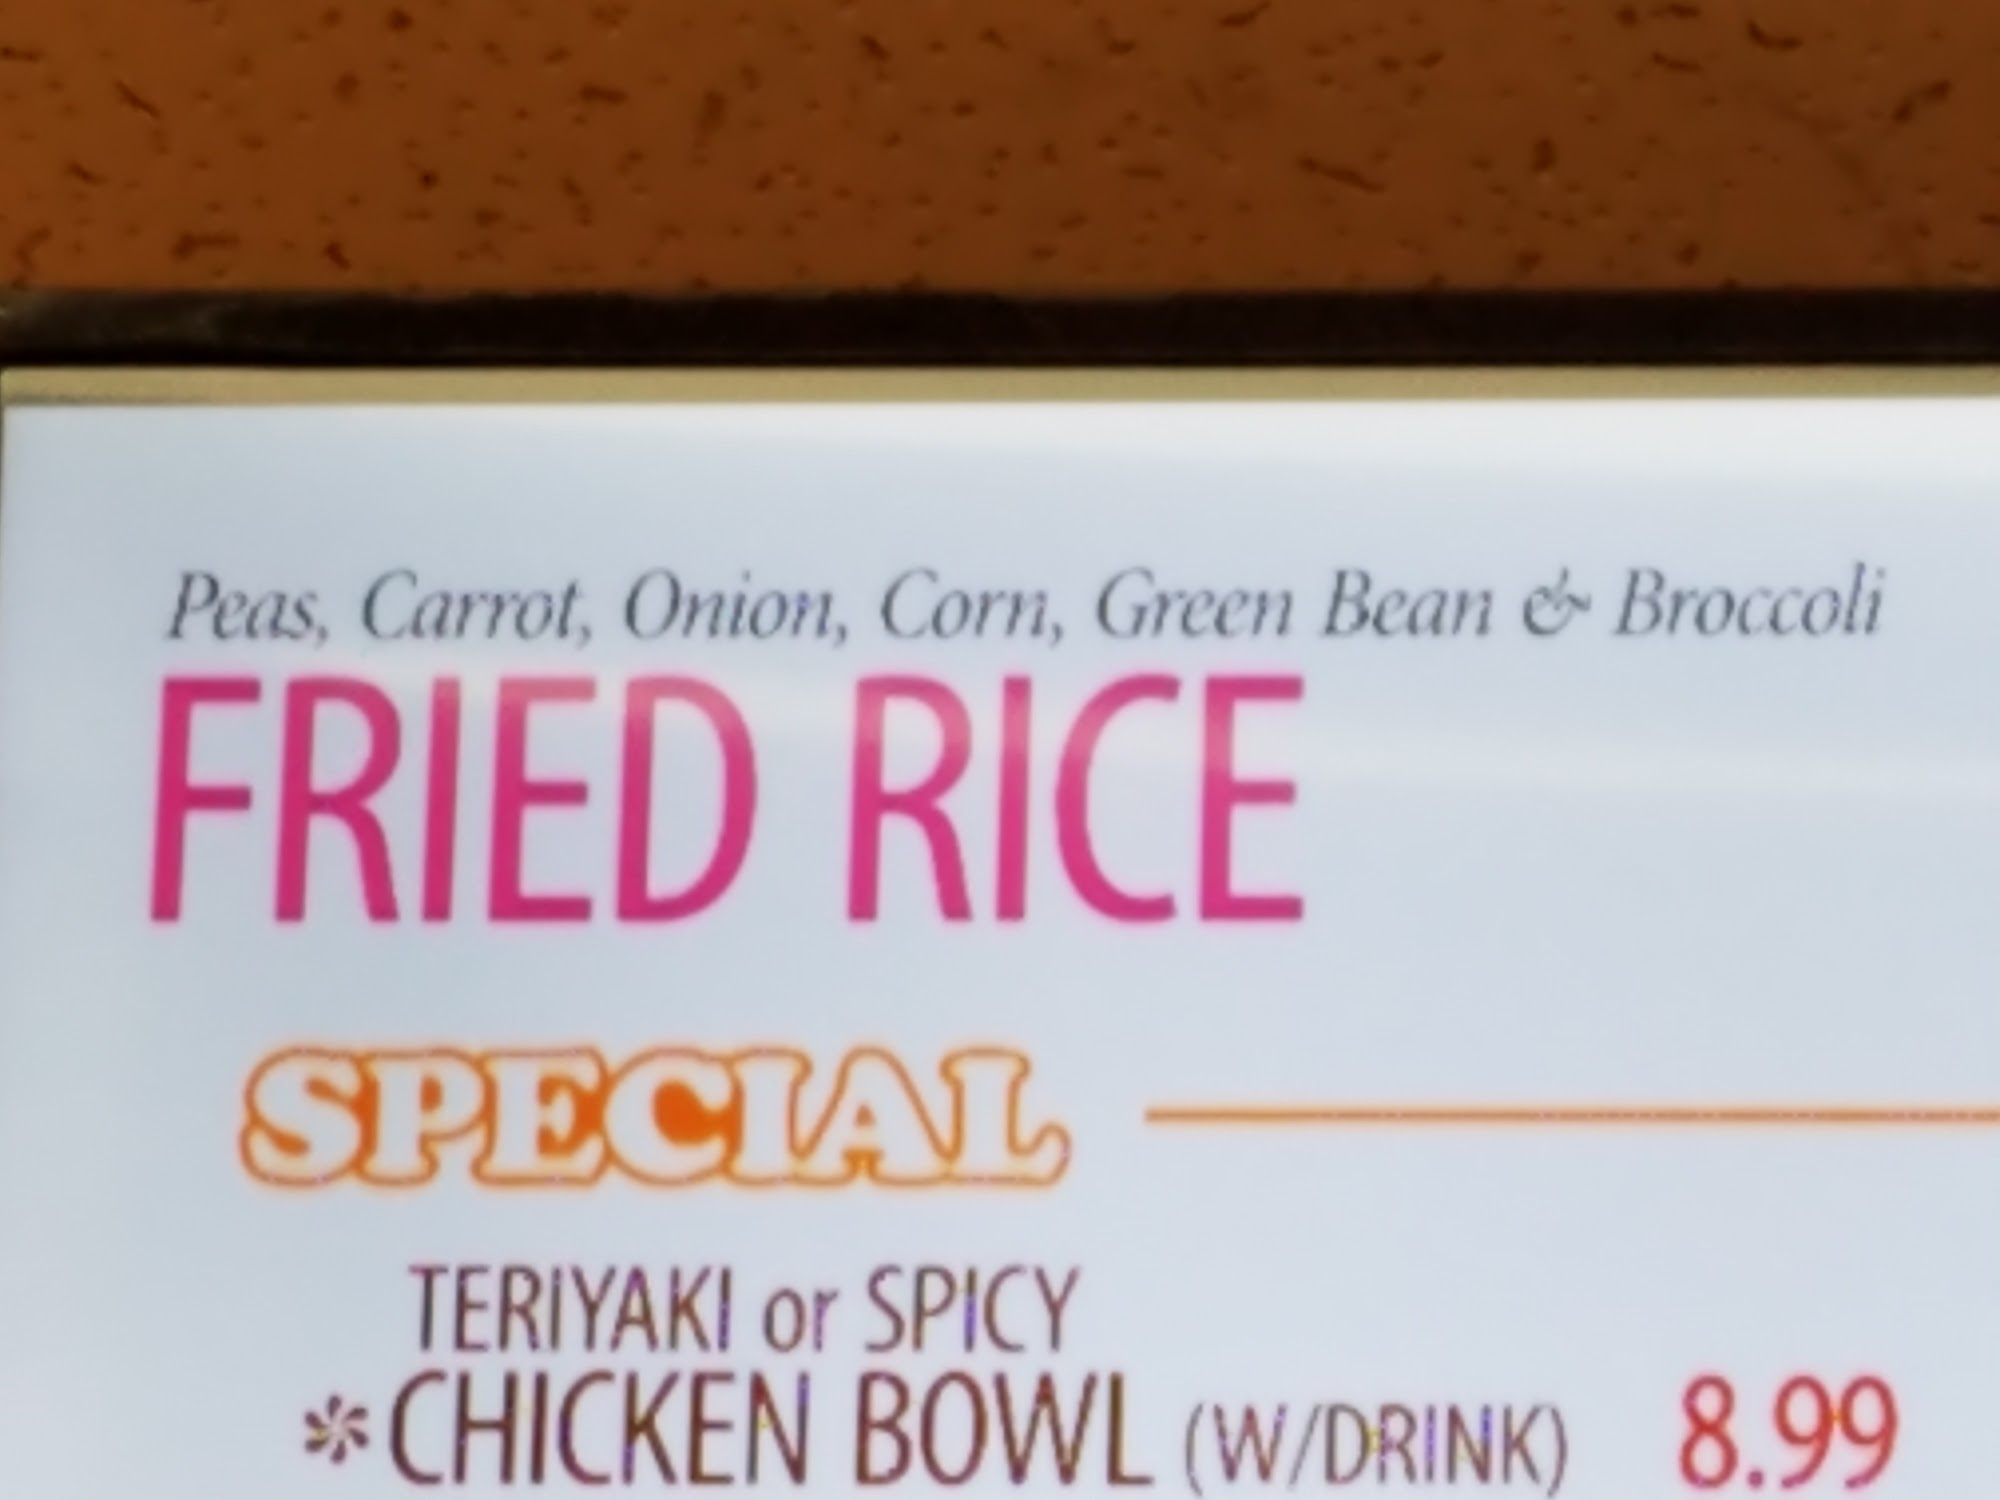 Peas, Carrot, Onion, Corn, Green Bean & Broccoli
FRIED RICE
SPECIAL
TERIYAKI or SPICY
*CHICKEN BOWL (W/DRINK) 8.99